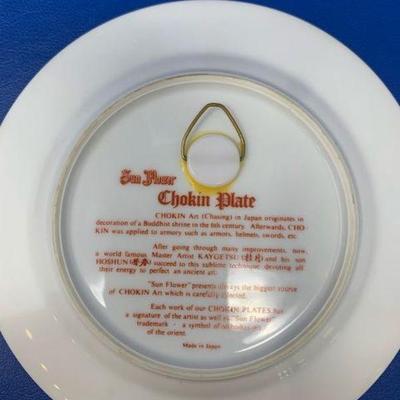 Sun Flower
Chokin Plate
CHOKIN Art (Chasing) in Japan originates in
decoration of a Buddhist shrine in the 6th century. Afterwards, CHO-
KIN was applied to armory such as armors, helmets, swords, etc.
After going through many improvements, now,
a world famous Master Artist KAYGETSU (桂月) and his son
HOSHUN succeed to this sublime technique devoting all
their energy to perfect an ancient art.
"Sun Flower" presents always the biggest source
of CHOKIN Art which is carefully selected.
Each work of our CHOKIN PLATES has
a signature of the artist as well as "Sun Flower"
trademark - a symbol of
of the orient.
Made in Japan